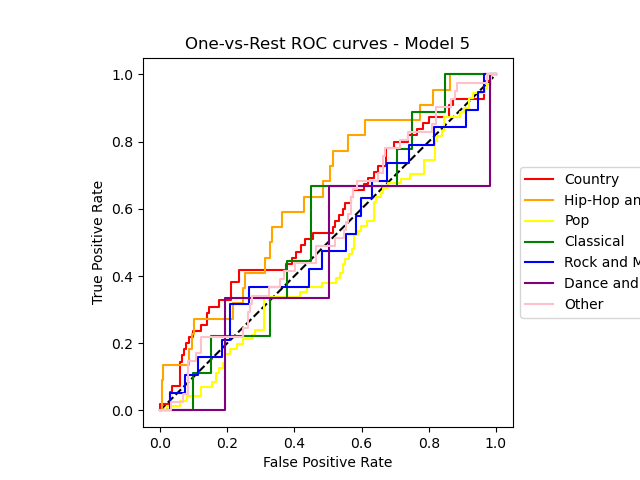 One-vs-Rest ROC curves - Model 5
True Positive Rate
1.0
0.8
0.6
0.4
0.2
0.0
0.0 0.2 0.4 0.6 0.8 1.0
False Positive Rate
Country
Hip-Hop an
Pop
Classical
Rock and M
Dance and
Other